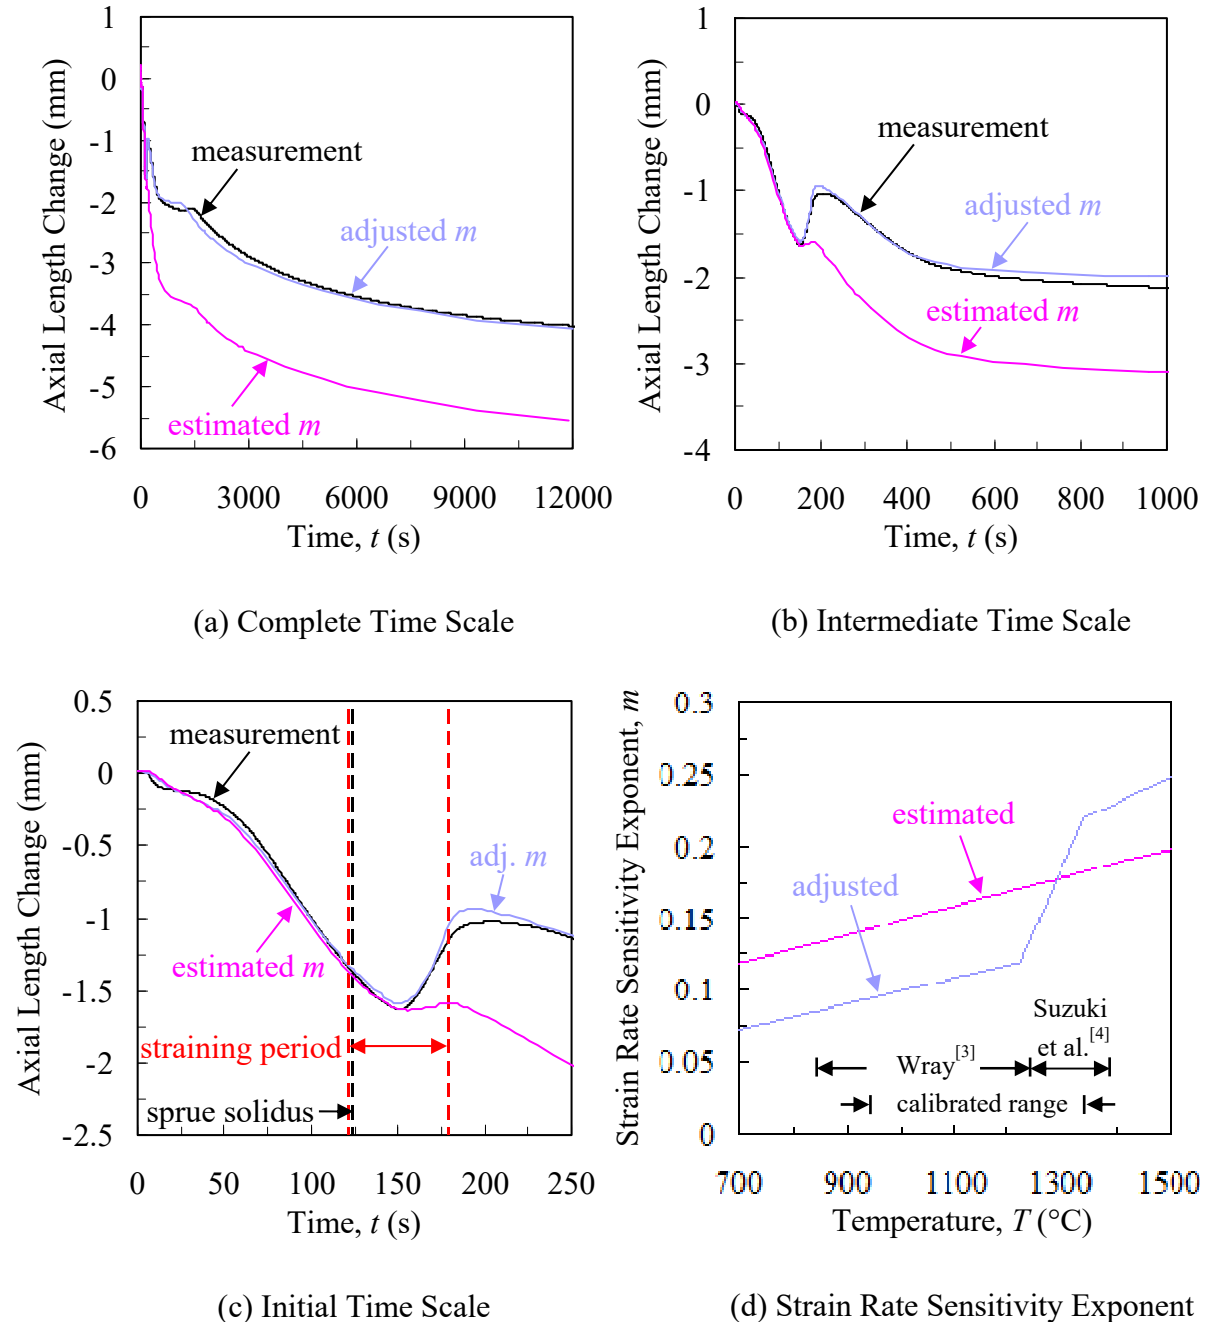 1
0
-1
-2
-3
-4
-5
-6
Axial Length Change (mm)
measurement
adjusted m
estimated m
0 3000 6000 9000 12000
Time, t (s)
(a) Complete Time Scale
1
0
-1
-2
-3
-4
Axial Length Change (mm)
measurement
adjusted m
estimated m
0 200 400 600 800 1000
Time, t (s)
(b) Intermediate Time Scale
0.5
0
-0.5
-1
-1.5
-2
-2.5
Axial Length Change (mm)
measurement
adj. m
estimated m
straining period
sprue solidus
0 50 100 150 200 250
Time, t (s)
(c) Initial Time Scale
0.3
0.25
0.2
0.15
0.1
0.05
0
Strain Rate Sensitivity Exponent, m
estimated
adjusted
Suzuki
et al.[4]
Wray[3]
calibrated range
700 900 1100 1300 1500
Temperature, T (°C)
(d) Strain Rate Sensitivity Exponent